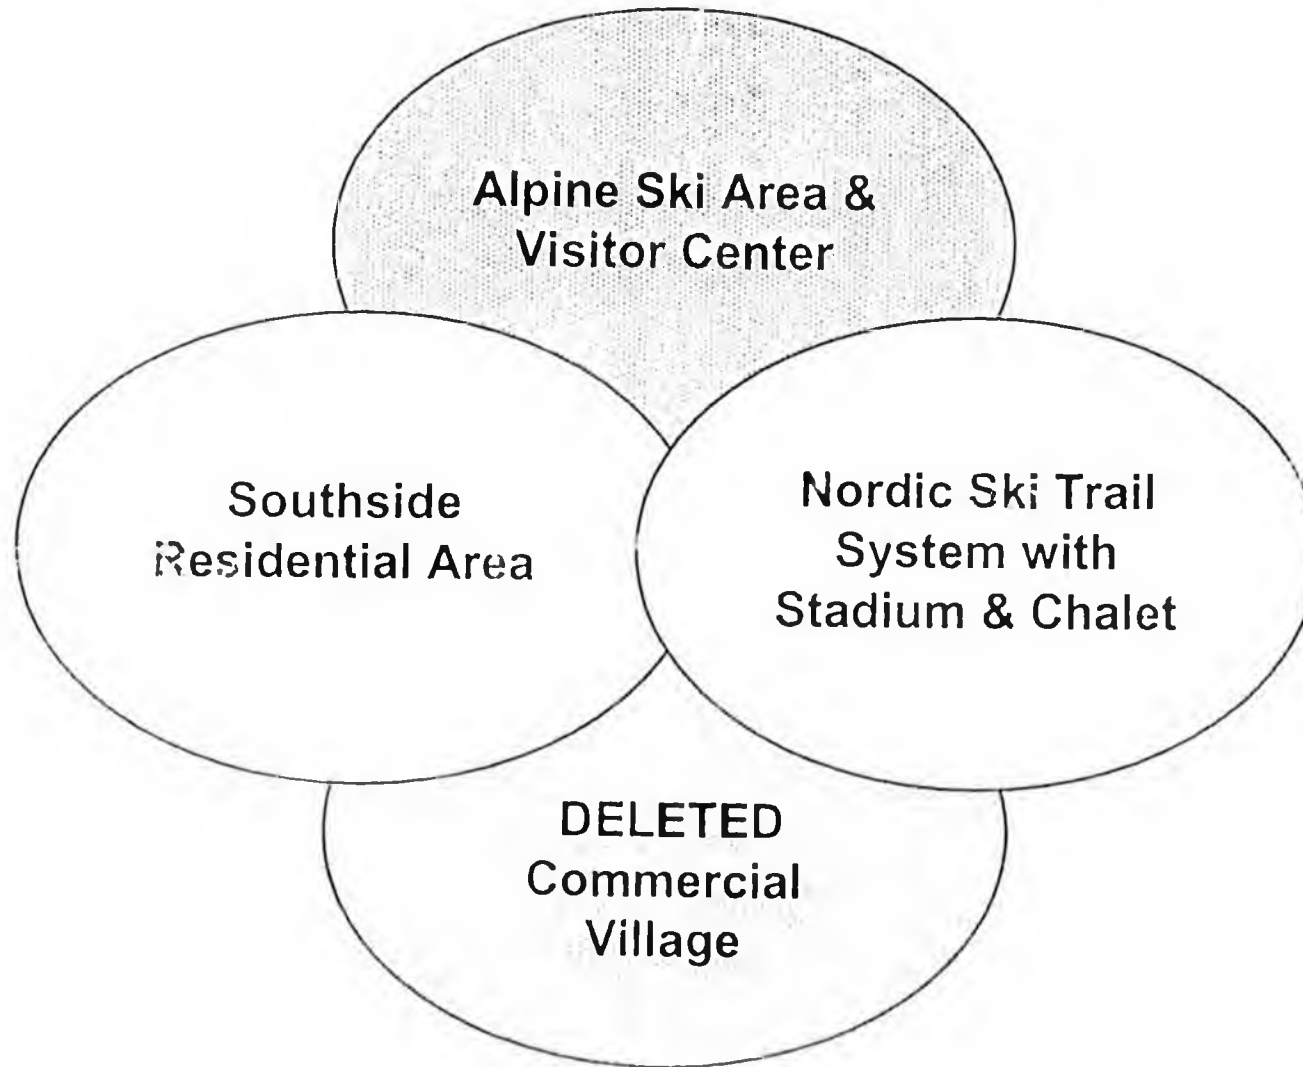 Alpine Ski Area &
Visitor Center
Southside
Residential Area
Nordic Ski Trail
System with
Stadium & Chalet
DELETED
Commercial
Village